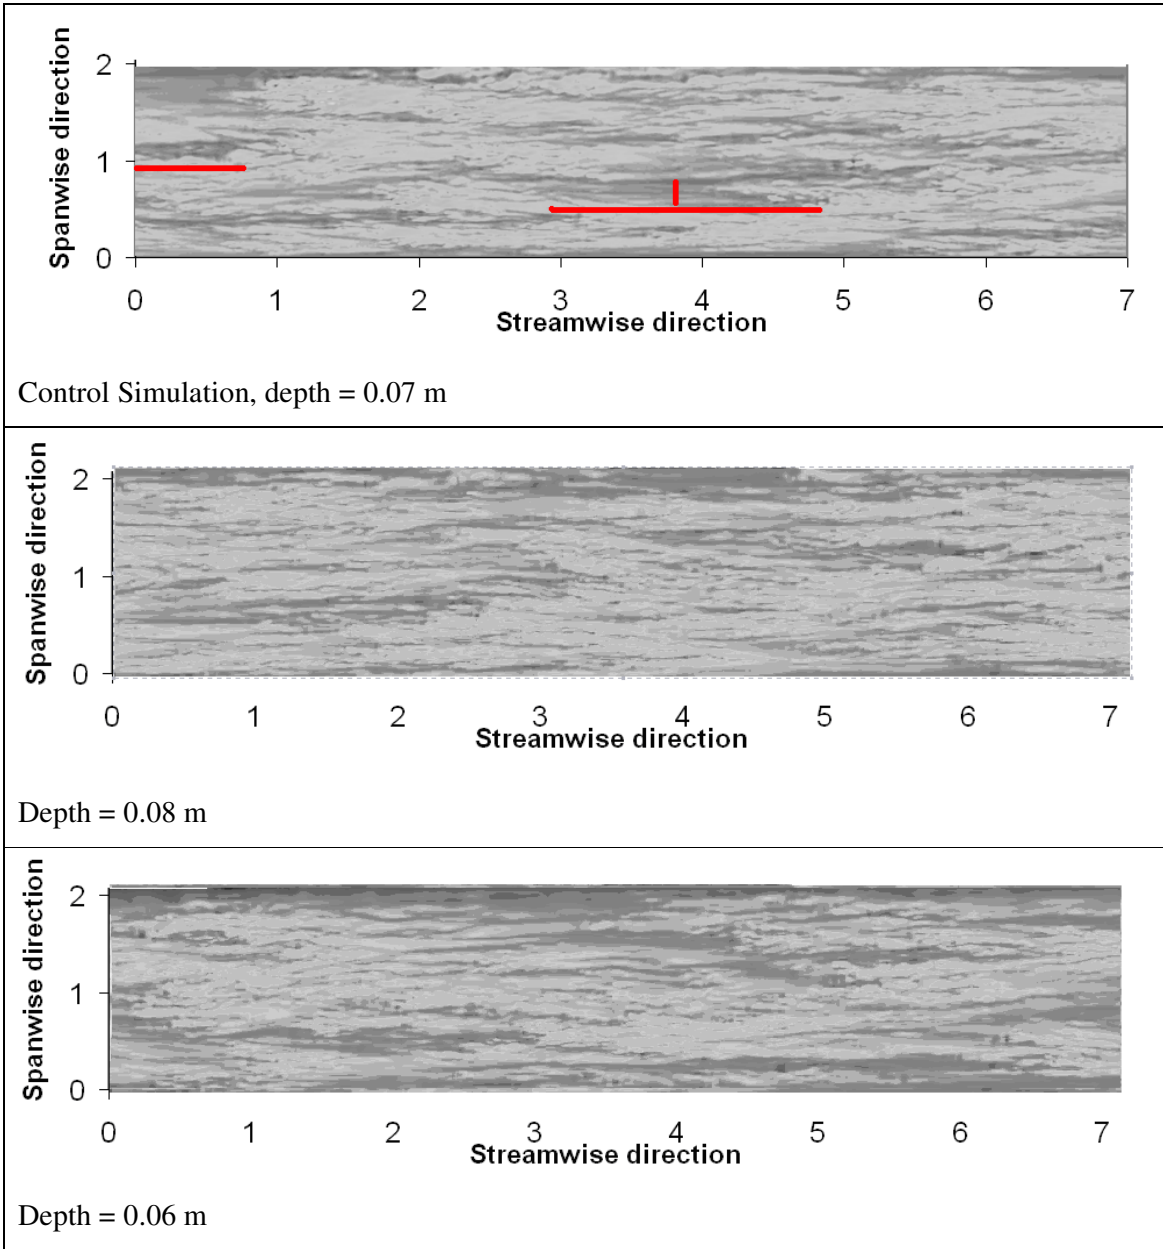 Spanwise direction
2
1
0
0 1 2 3 4 5 6 7
Streamwise direction
Control Simulation, depth = 0.07 m
Spanwise direction
2
1
0
0 1 2 3 4 5 6 7
Streamwise direction
Depth = 0.08 m
Spanwise direction
2
1
0
0 1 2 3 4 5 6 7
Streamwise direction
Depth = 0.06 m